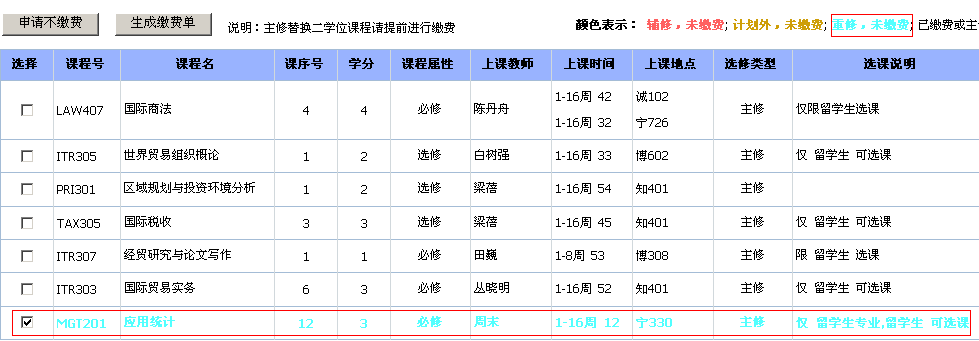 申请不缴费 生成缴费单 说明：主修替换二学位课程请提前进行缴费 颜色表示： 辅修，未缴费; 计划外，未缴费; 重修，未缴费; 已缴费或主
选择 课程号 课程名 课序号 学分 课程属性 上课教师 上课时间 上课地点 选修类型 选课说明
LAW407 国际商法 4 4 必修 陈丹舟 1-16周 42 诚102 主修 仅限留学生选课
1-16周 32 宁726
ITR305 世界贸易组织概论 1 2 选修 白树强 1-16周 33 博602 主修 仅 留学生 可选课
PRI301 区域规划与投资环境分析 1 2 选修 梁蓓 1-16周 54 知401 主修
TAX305 国际税收 3 3 选修 梁蓓 1-16周 45 知401 主修 仅 留学生 可选课
ITR307 经贸研究与论文写作 1 1 必修 田巍 1-8周 53 博308 主修 限 留学生 选课
ITR303 国际贸易实务 6 3 必修 丛晓明 1-16周 52 知401 主修 仅 留学生 可选课
MGT201 应用统计 12 3 必修 周末 1-16周 12 宁330 主修 仅 留学生专业,留学生 可选课